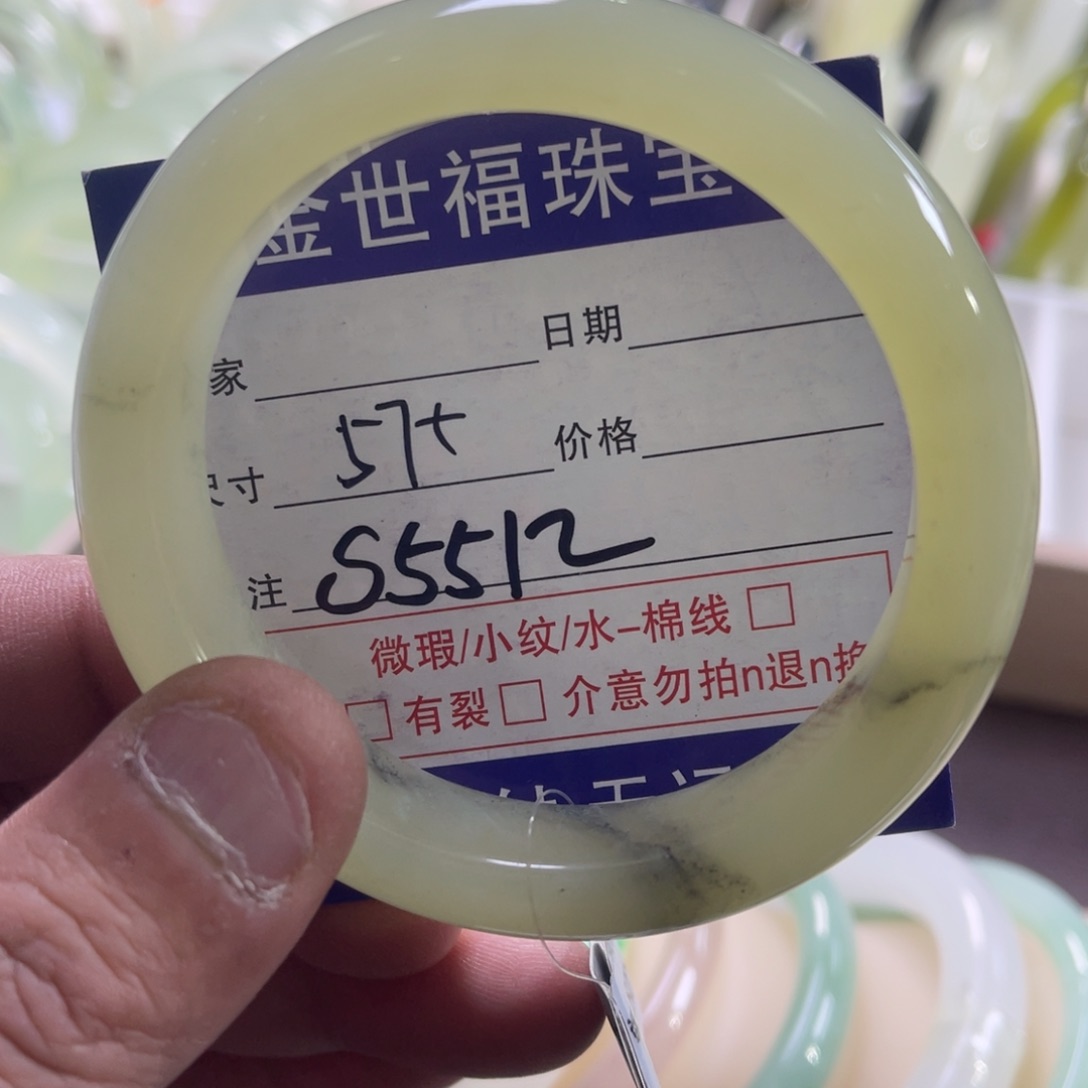 金世福珠宝
家 日期
尺寸 57+ 价格
注 S5512
微瑕/小纹/水-棉线 □
□ 有裂 □ 介意勿拍n退n换